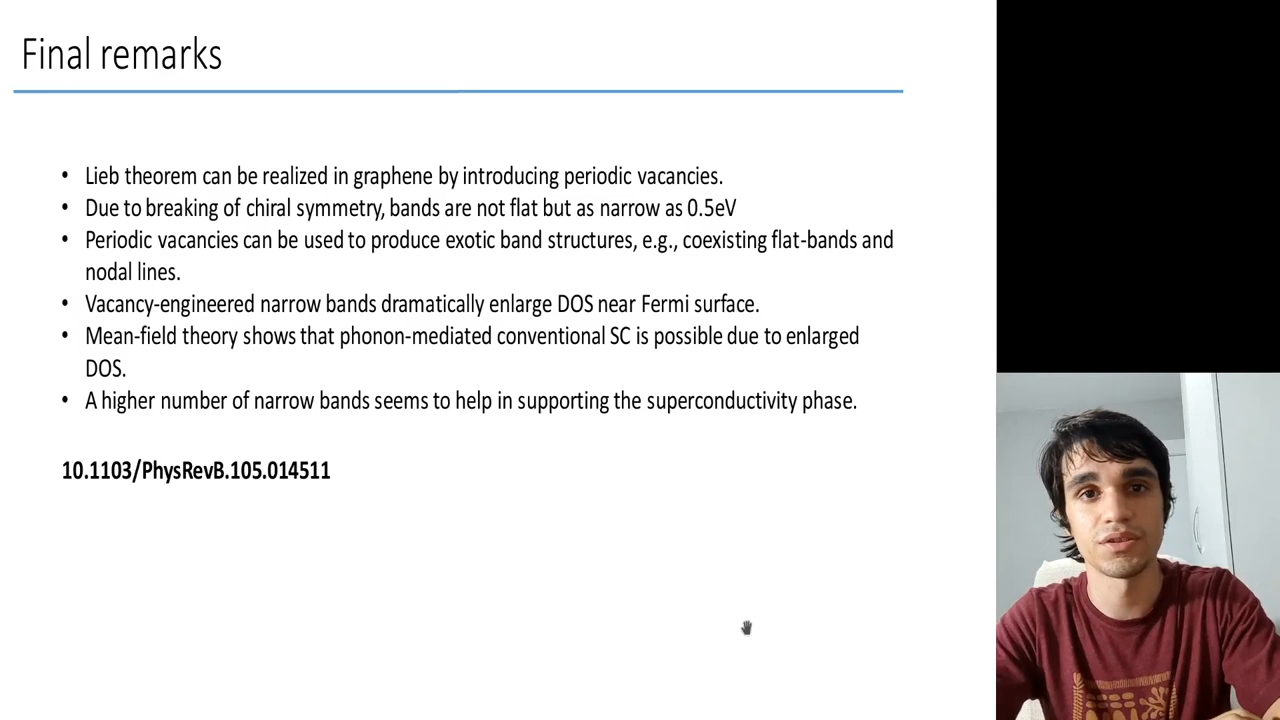 Final remarks
• Lieb theorem can be realized in graphene by introducing periodic vacancies.
• Due to breaking of chiral symmetry, bands are not flat but as narrow as 0.5eV
• Periodic vacancies can be used to produce exotic band structures, e.g., coexisting flat-bands and
nodal lines.
• Vacancy-engineered narrow bands dramatically enlarge DOS near Fermi surface.
• Mean-field theory shows that phonon-mediated conventional SC is possible due to enlarged
DOS.
• A higher number of narrow bands seems to help in supporting the superconductivity phase.
10.1103/PhysRevB.105.014511